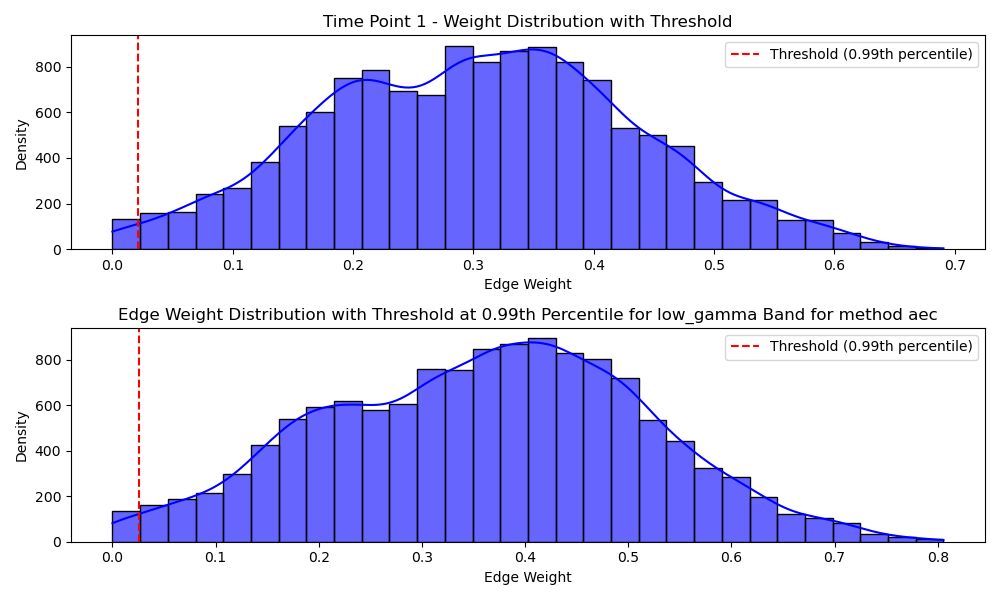 Time Point 1 - Weight Distribution with Threshold
Density
800
600
400
200
0
Threshold (0.99th percentile)
0.0 0.1 0.2 0.3 0.4 0.5 0.6 0.7
Edge Weight
Edge Weight Distribution with Threshold at 0.99th Percentile for low_gamma Band for method aec
Density
800
600
400
200
0
Threshold (0.99th percentile)
0.0 0.1 0.2 0.3 0.4 0.5 0.6 0.7 0.8
Edge Weight